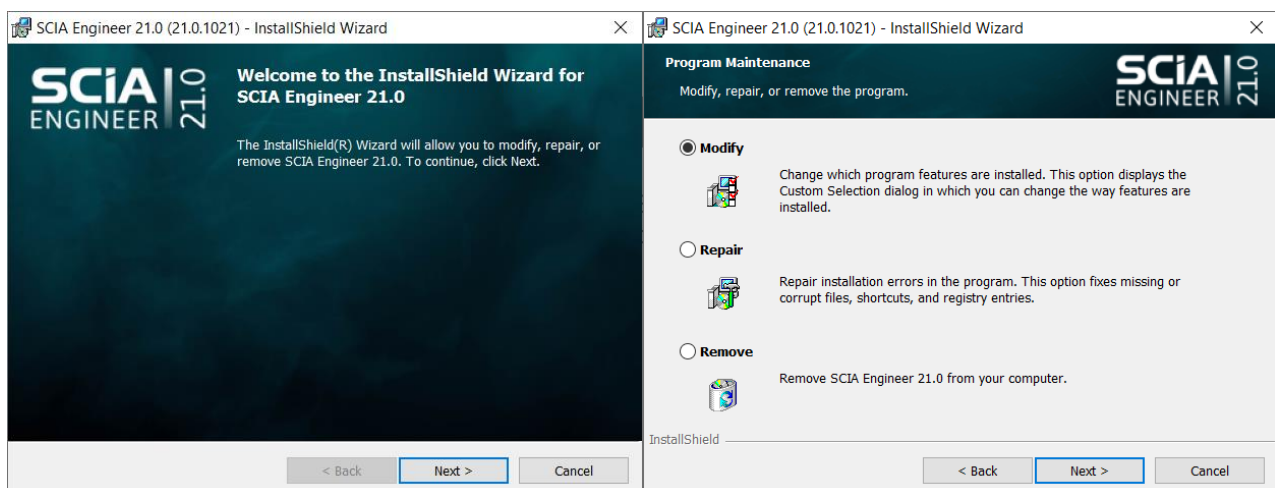 SCIA Engineer 21.0 (21.0.1021) - InstallShield Wizard
SCiA
ENGINEER
21.0
Welcome to the InstallShield Wizard for
SCIA Engineer 21.0
The InstallShield(R) Wizard will allow you to modify, repair, or
remove SCIA Engineer 21.0. To continue, click Next.
< Back
Next >
Cancel
SCIA Engineer 21.0 (21.0.1021) - InstallShield Wizard
Program Maintenance
Modify, repair, or remove the program.
SCiA
ENGINEER
21.0
Modify
Change which program features are installed. This option displays the
Custom Selection dialog in which you can change the way features are
installed.
Repair
Repair installation errors in the program. This option fixes missing or
corrupt files, shortcuts, and registry entries.
Remove
Remove SCIA Engineer 21.0 from your computer.
InstallShield
< Back
Next >
Cancel